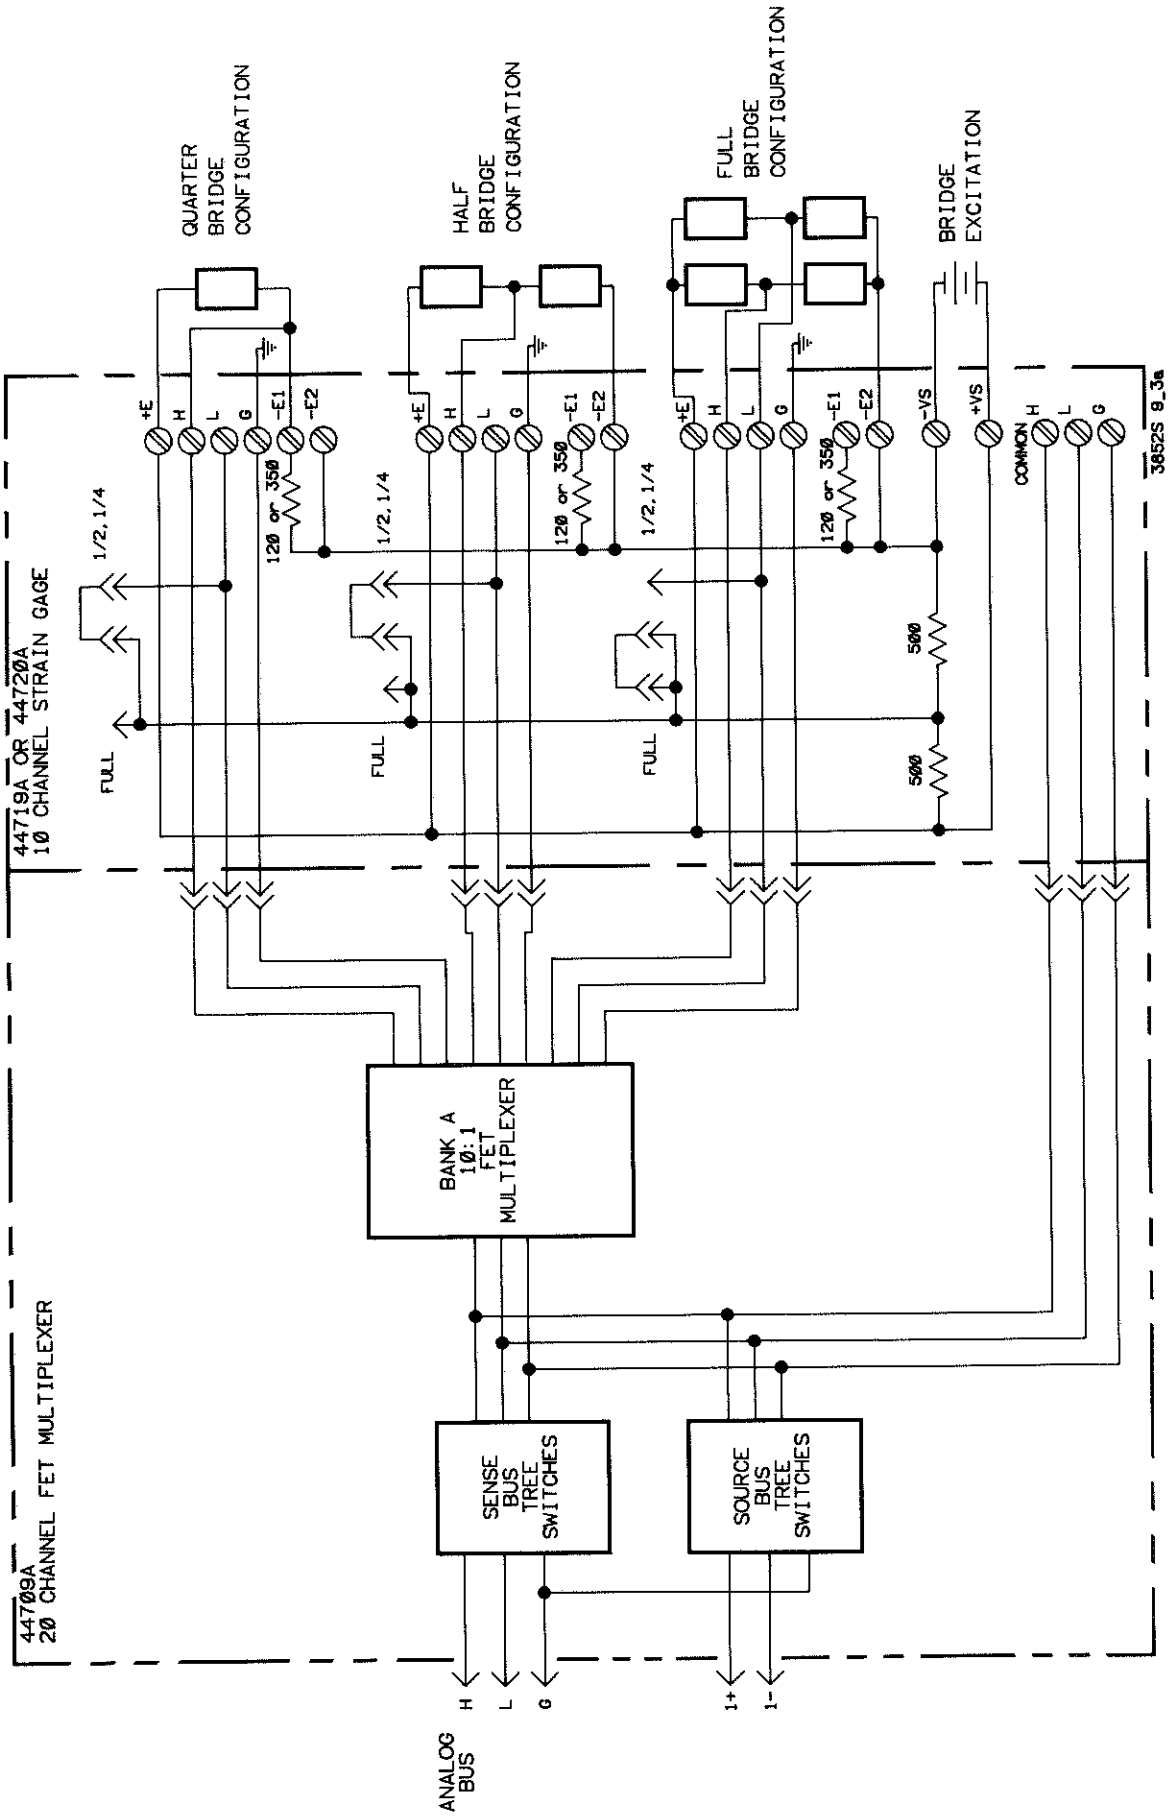 44709A
20 CHANNEL FET MULTIPLEXER
44719A OR 44720A
10 CHANNEL STRAIN GAGE
FULL
1/2,1/4
+E
H
L
G
-E1
-E2
120 or 350
QUARTER
BRIDGE
CONFIGURATION
FULL
1/2,1/4
+E
H
L
G
-E1
-E2
120 or 350
HALF
BRIDGE
CONFIGURATION
FULL
1/2,1/4
+E
H
L
G
-E1
-E2
120 or 350
FULL
BRIDGE
CONFIGURATION
500
500
-VS
+VS
BRIDGE
EXCITATION
COMMON
H
L
G
BANK A
10:1
FET
MULTIPLEXER
SENSE
BUS
TREE
SWITCHES
SOURCE
BUS
TREE
SWITCHES
ANALOG
BUS
H
L
G
I+
I-
3852S 9_3a